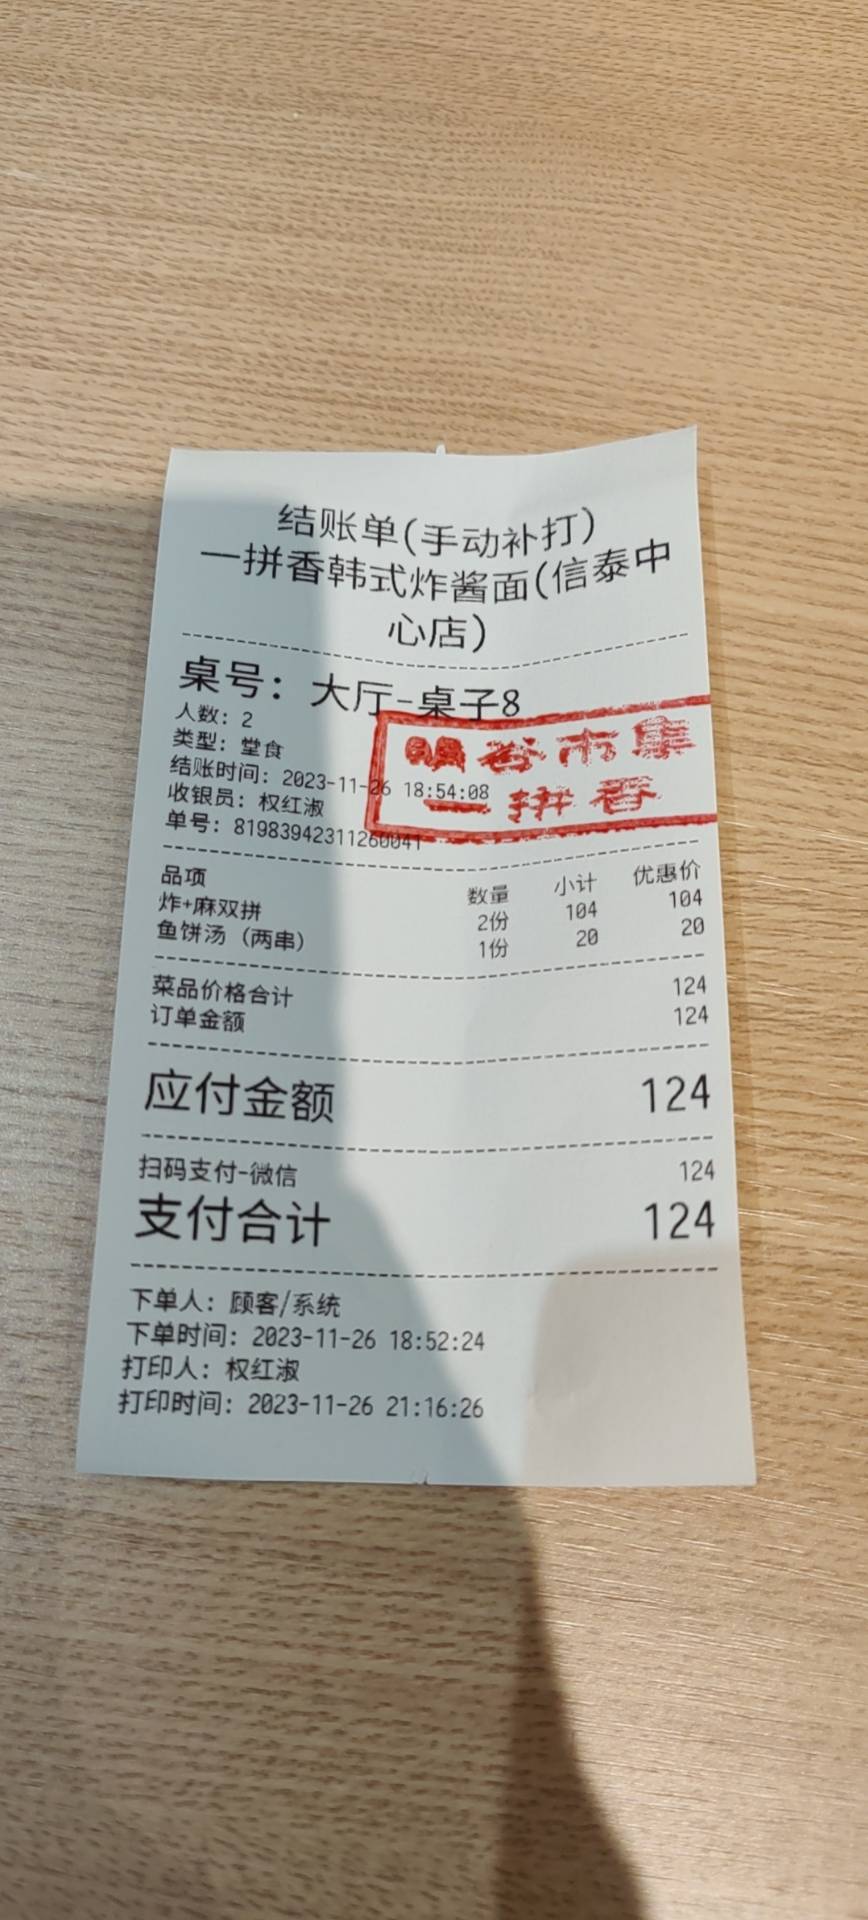 结账单(手动补打)
一拼香韩式炸酱面(信泰中
心店)
桌号: 大厅-桌子8
人数: 2
类型: 堂食
结账时间: 2023-11-26 18:54:08
收银员: 权红淑
单号: 81983942311260041
谷市集
一拼香
品项 数量 小计 优惠价
炸+麻双拼 2份 104 104
鱼饼汤 (两串) 1份 20 20
菜品价格合计 124
订单金额 124
应付金额 124
扫码支付-微信 124
支付合计 124
下单人: 顾客/系统
下单时间: 2023-11-26 18:52:24
打印人: 权红淑
打印时间: 2023-11-26 21:16:26